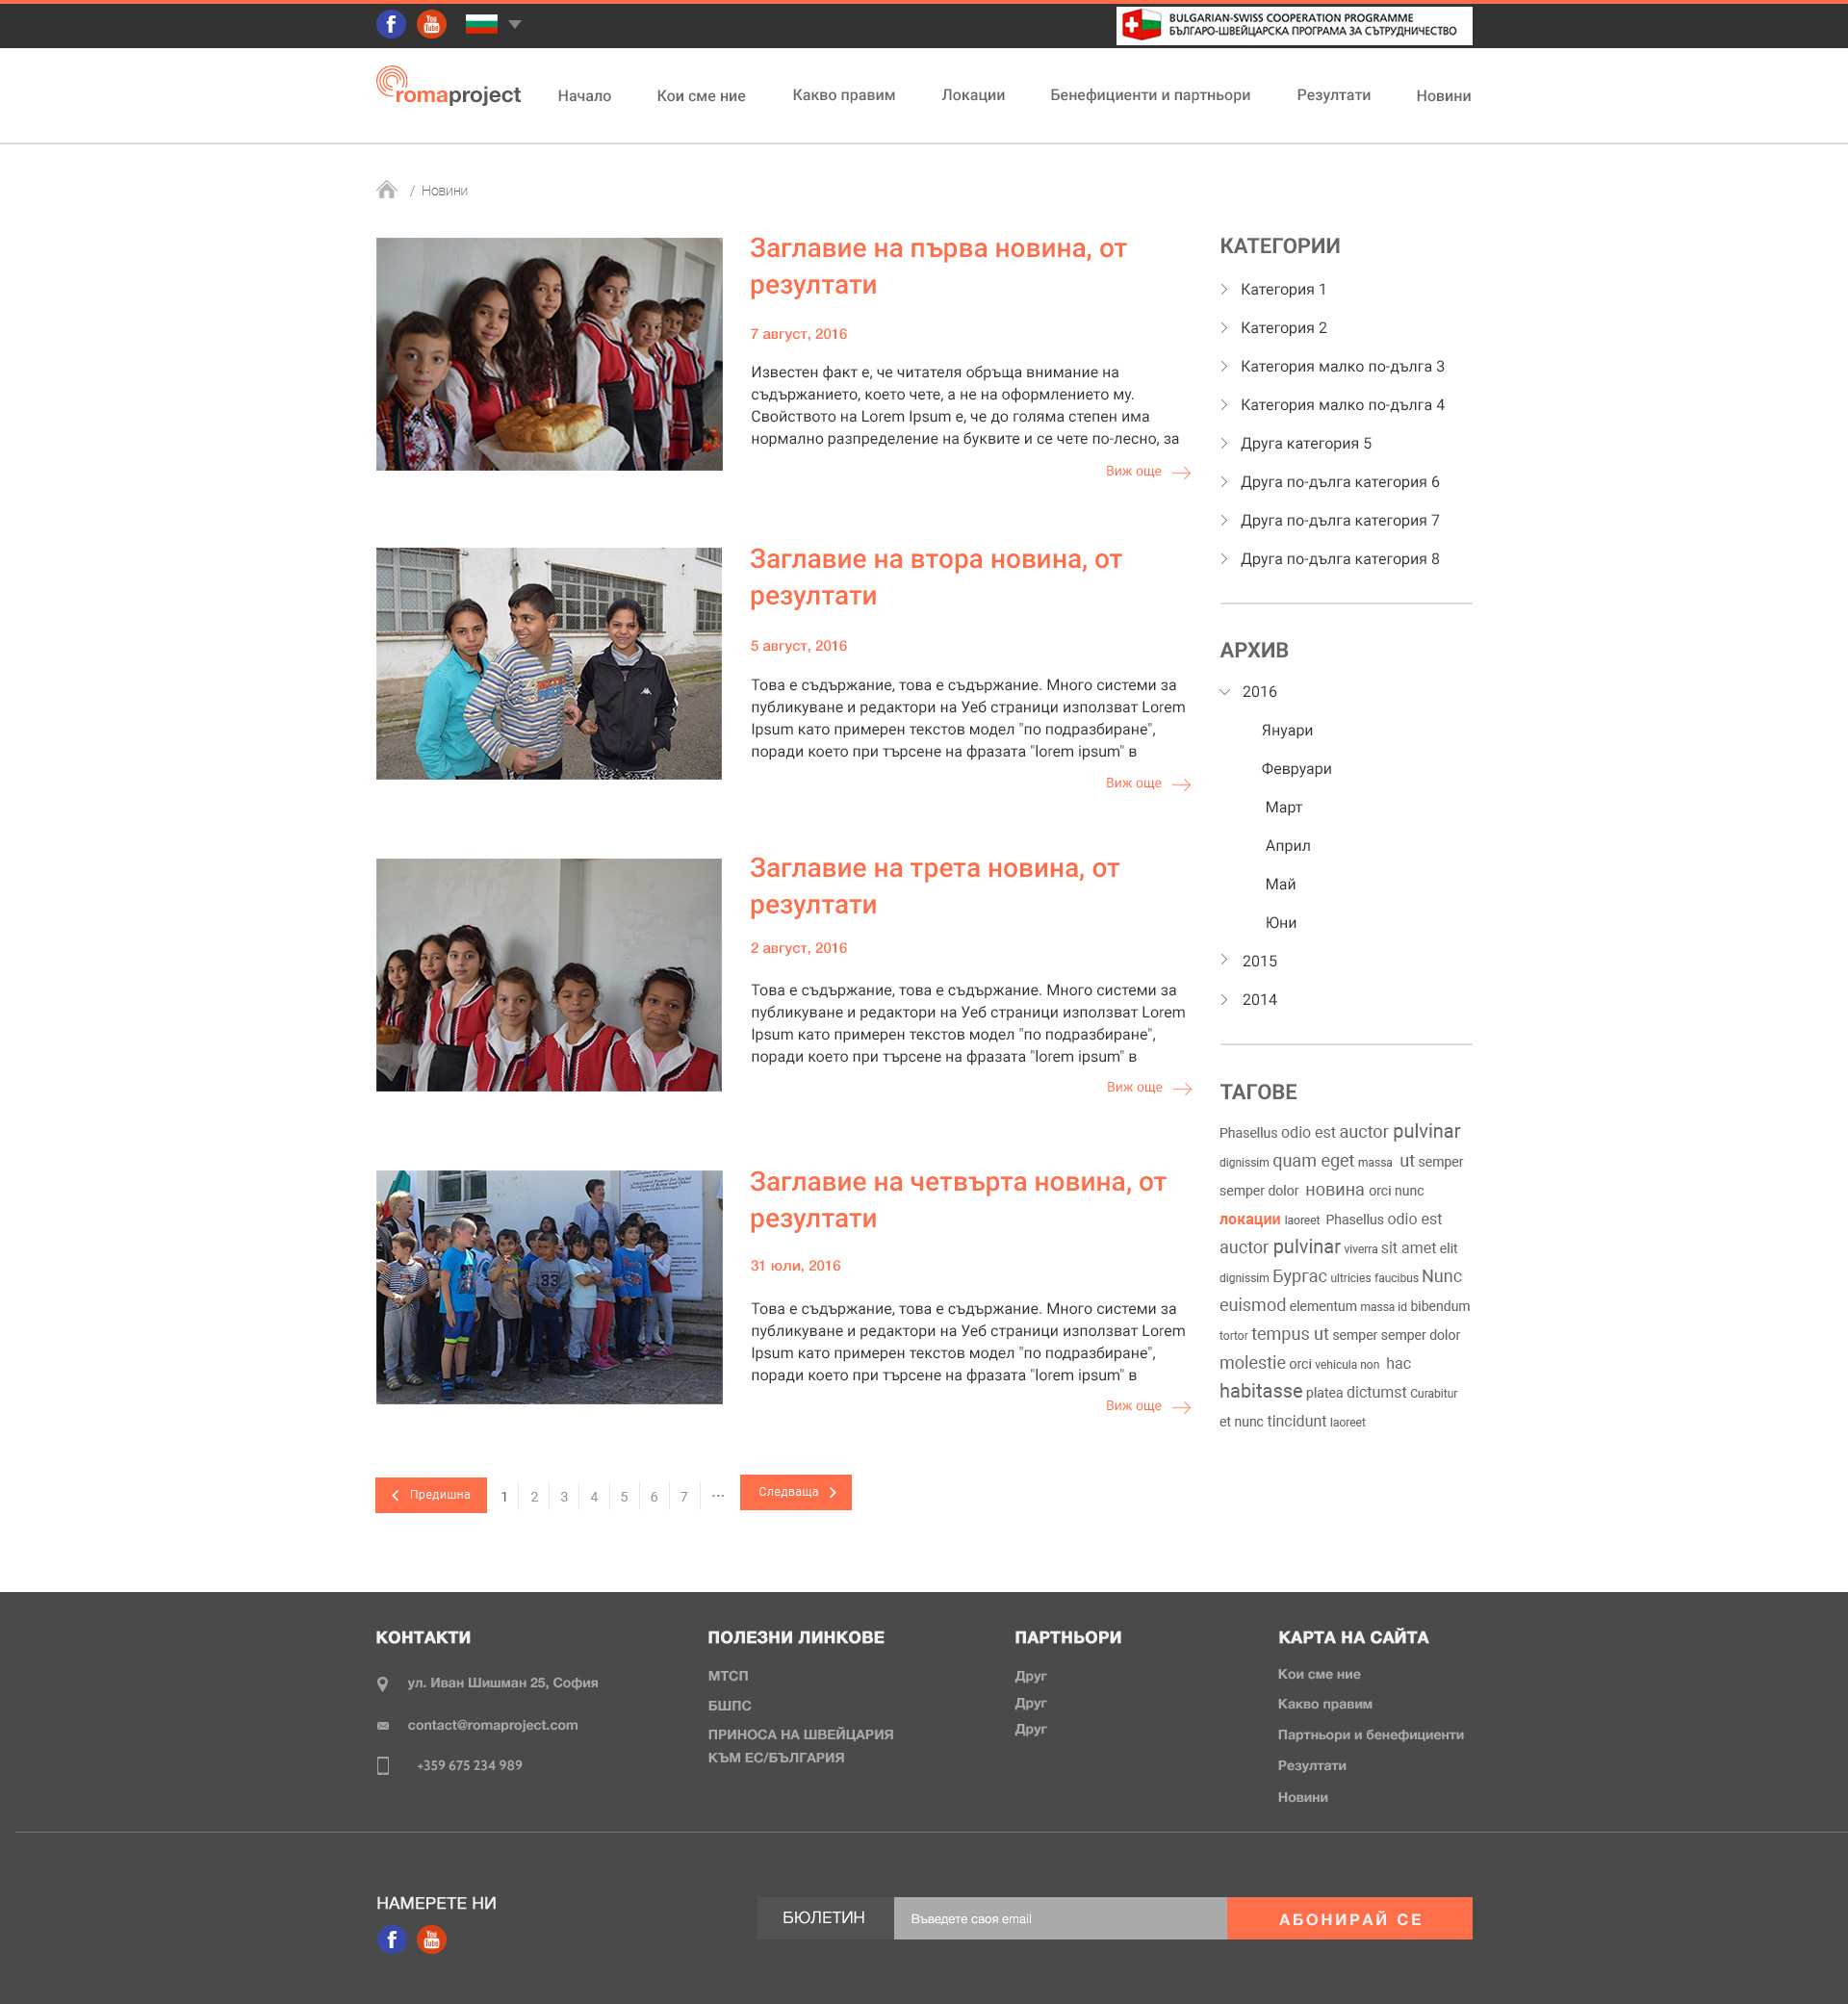 f You Tube BULGARIAN-SWISS COOPERATION PROGRAMME
БЪЛГАРО-ШВЕЙЦАРСКА ПРОГРАМА ЗА СЪТРУДНИЧЕСТВО
romaproject Начало Кои сме ние Какво правим Локации Бенефициенти и партньори Резултати Новини
/ Новини
Заглавие на първа новина, от
резултати
7 август, 2016
Известен факт е, че читателя обръща внимание на
съдържанието, което чете, а не на оформлението му.
Свойството на Lorem Ipsum е, че до голяма степен има
нормално разпределение на буквите и се чете по-лесно, за
Виж още
Заглавие на втора новина, от
резултати
5 август, 2016
Това е съдържание, това е съдържание. Много системи за
публикуване и редактори на Уеб страници използват Lorem
Ipsum като примерен текстов модел "по подразбиране",
поради което при търсене на фразата "lorem ipsum" в
Виж още
Заглавие на трета новина, от
резултати
2 август, 2016
Това е съдържание, това е съдържание. Много системи за
публикуване и редактори на Уеб страници използват Lorem
Ipsum като примерен текстов модел "по подразбиране",
поради което при търсене на фразата "lorem ipsum" в
Виж още
Заглавие на четвърта новина, от
резултати
31 юли, 2016
Това е съдържание, това е съдържание. Много системи за
публикуване и редактори на Уеб страници използват Lorem
Ipsum като примерен текстов модел "по подразбиране",
поради което при търсене на фразата "lorem ipsum" в
Виж още
КАТЕГОРИИ
Категория 1
Категория 2
Категория малко по-дълга 3
Категория малко по-дълга 4
Друга категория 5
Друга по-дълга категория 6
Друга по-дълга категория 7
Друга по-дълга категория 8
АРХИВ
2016
Януари
Февруари
Март
Април
Май
Юни
2015
2014
ТАГОВЕ
Phasellus odio est auctor pulvinar
dignissim quam eget massa ut semper
semper dolor новина orci nunc
локации laoreet Phasellus odio est
auctor pulvinar viverra sit amet elit
dignissim Бургас ultricies faucibus Nunc
euismod elementum massa id bibendum
tortor tempus ut semper semper dolor
molestie orci vehicula non hac
habitasse platea dictumst Curabitur
et nunc tincidunt laoreet
Предишна 1 2 3 4 5 6 7 ... Следваща
КОНТАКТИ
ул. Иван Шишман 25, София
contact@romaproject.com
+359 675 234 989
ПОЛЕЗНИ ЛИНКОВЕ
МТСП
БШПС
ПРИНОСА НА ШВЕЙЦАРИЯ
КЪМ ЕС/БЪЛГАРИЯ
ПАРТНЬОРИ
Друг
Друг
Друг
КАРТА НА САЙТА
Кои сме ние
Какво правим
Партньори и бенефициенти
Резултати
Новини
НАМЕРЕТЕ НИ
f You Tube
БЮЛЕТИН Въведете своя email АБОНИРАЙ СЕ